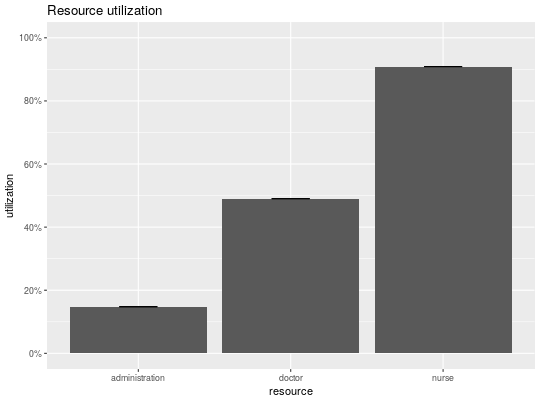 Resource utilization
100%
80%
60%
40%
20%
0%
utilization
administration
doctor
nurse
resource